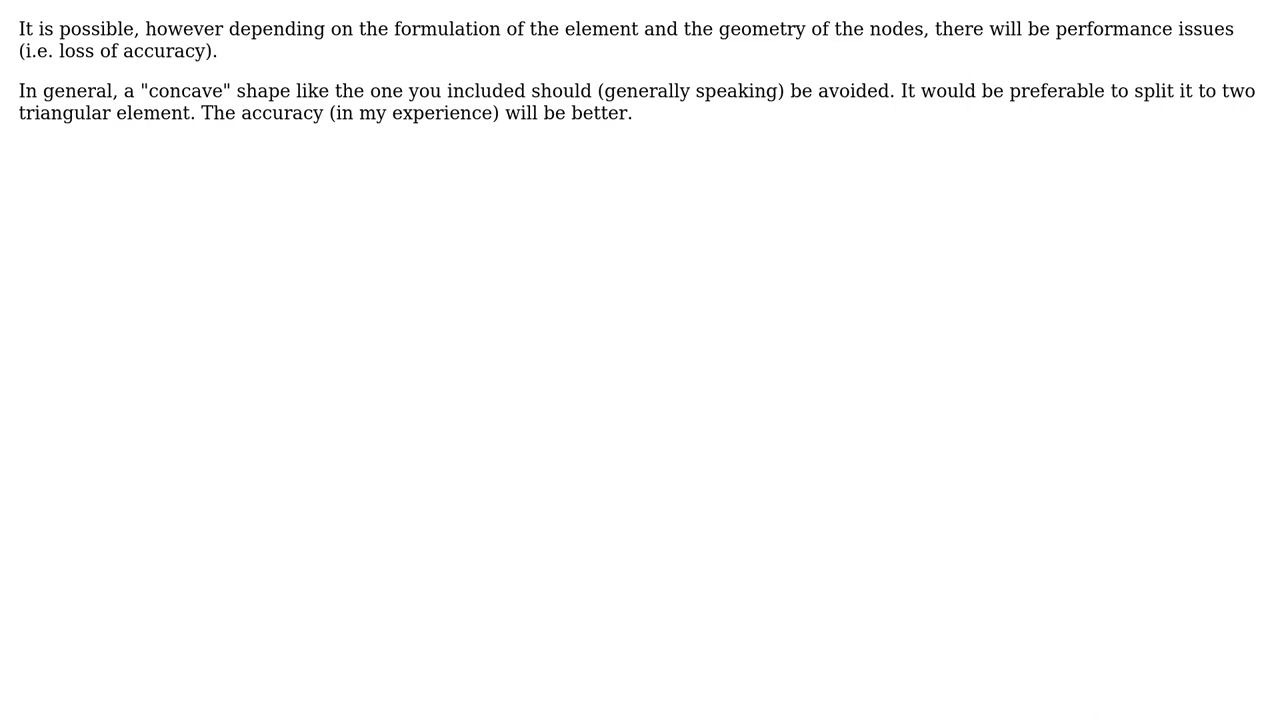 It is possible, however depending on the formulation of the element and the geometry of the nodes, there will be performance issues
(i.e. loss of accuracy).
In general, a "concave" shape like the one you included should (generally speaking) be avoided. It would be preferable to split it to two
triangular element. The accuracy (in my experience) will be better.